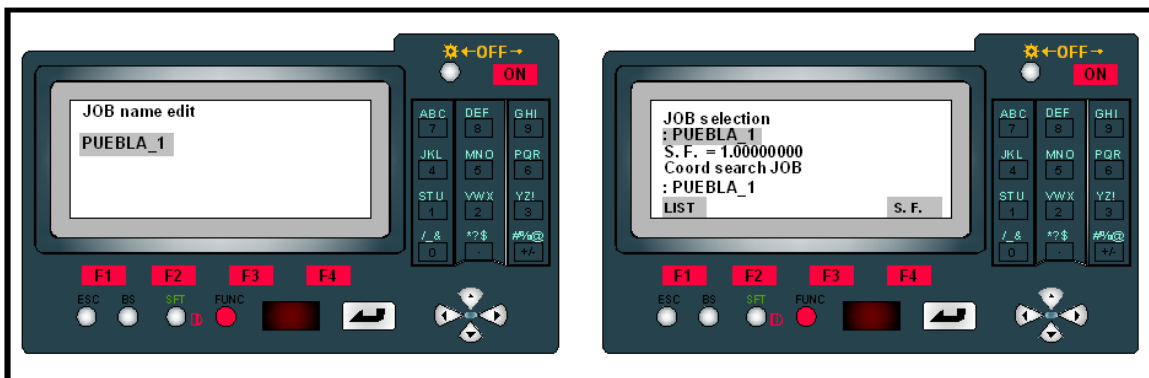 ←OFF→
ON
JOB name edit
PUEBLA_1
ABC DEF GHI
7 8 9
JKL MNO PQR
4 5 6
STU VWX YZ!
1 2 3
/_& *?$ #%@
0 . +/-
F1 F2 F3 F4
ESC BS SFT FUNC
←OFF→
ON
JOB selection
: PUEBLA_1
S. F. = 1.00000000
Coord search JOB
: PUEBLA_1
LIST S. F.
ABC DEF GHI
7 8 9
JKL MNO PQR
4 5 6
STU VWX YZ!
1 2 3
/_& *?$ #%@
0 . +/-
F1 F2 F3 F4
ESC BS SFT FUNC